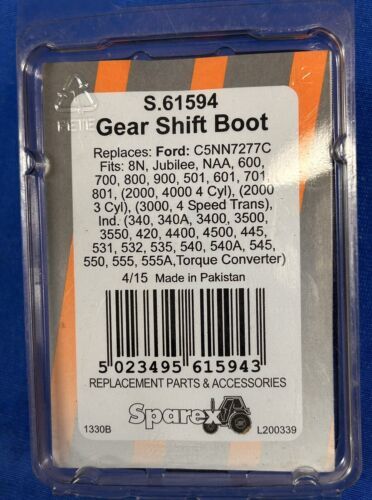 PETE
S.61594
Gear Shift Boot
Replaces: Ford: C5NN7277C
Fits: 8N, Jubilee, NAA, 600,
700, 800, 900, 501, 601, 701,
801, (2000, 4000 4 Cyl), (2000
3 Cyl), (3000, 4 Speed Trans),
Ind. (340, 340A, 3400, 3500,
3550, 420, 4400, 4500, 445,
531, 532, 535, 540, 540A, 545,
550, 555, 555A,Torque Converter)
4/15 Made in Pakistan
5 023495 615943
REPLACEMENT PARTS & ACCESSORIES
Sparex
1330B L200339